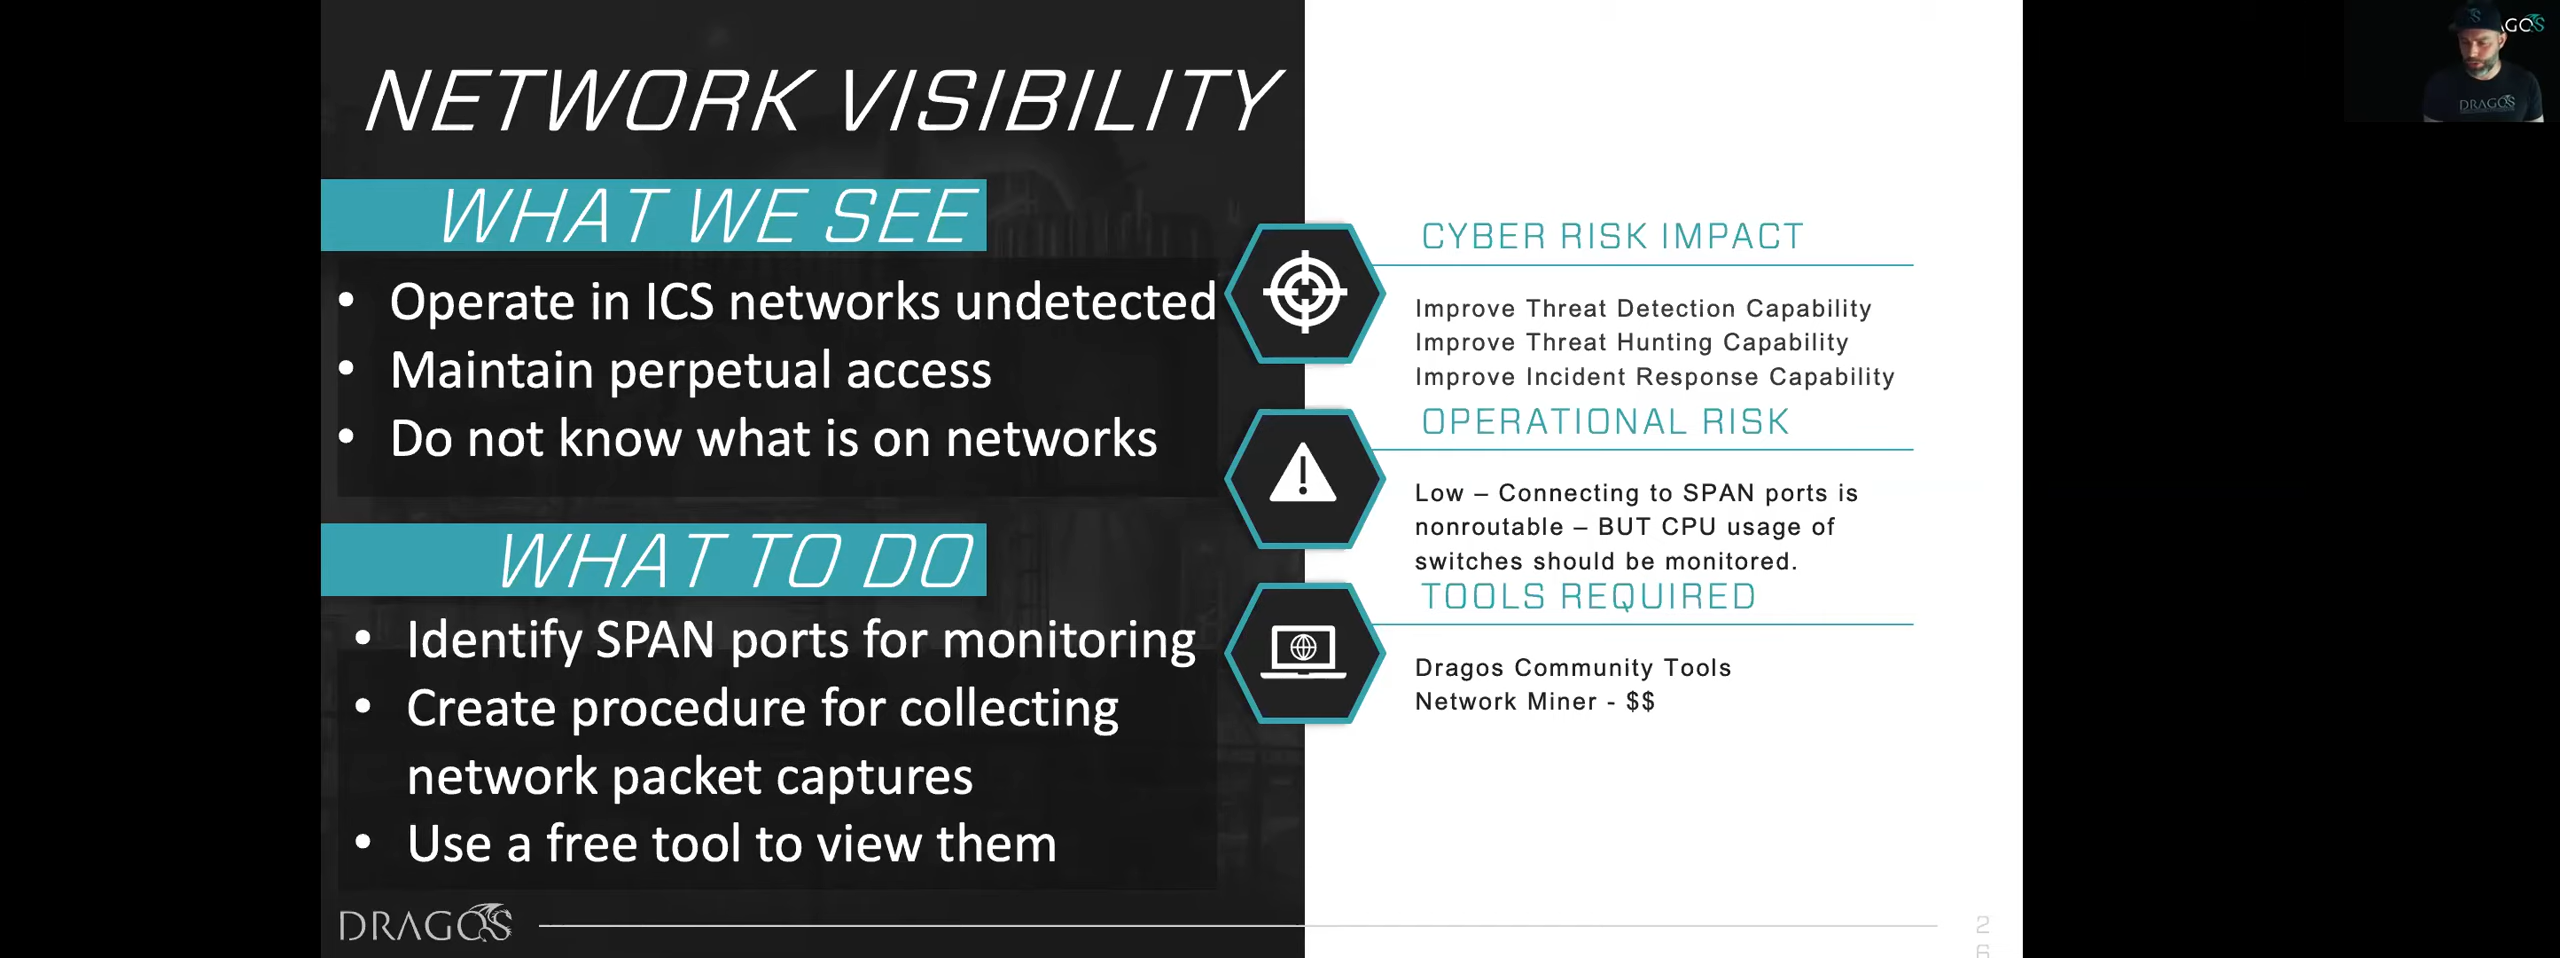 NETWORK VISIBILITY
WHAT WE SEE
• Operate in ICS networks undetected
• Maintain perpetual access
• Do not know what is on networks
WHAT TO DO
• Identify SPAN ports for monitoring
• Create procedure for collecting
network packet captures
• Use a free tool to view them
CYBER RISK IMPACT
Improve Threat Detection Capability
Improve Threat Hunting Capability
Improve Incident Response Capability
OPERATIONAL RISK
Low – Connecting to SPAN ports is
nonroutable – BUT CPU usage of
switches should be monitored.
TOOLS REQUIRED
Dragos Community Tools
Network Miner - $$
DRAGOS
2
DRAGOS